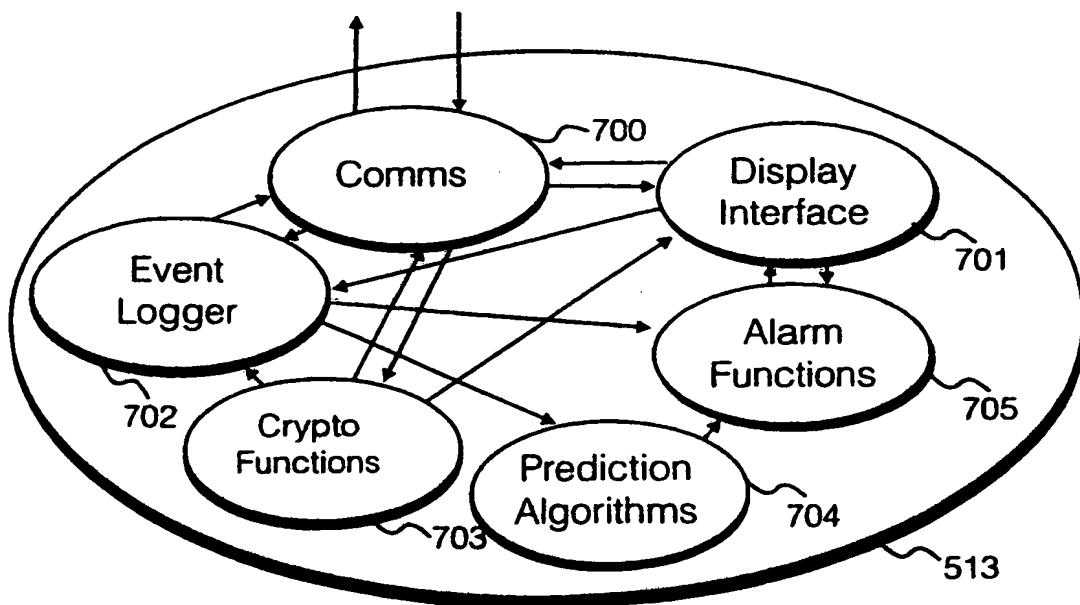 Comms
700
Display
Interface
701
Event
Logger
702
Alarm
Functions
705
Crypto
Functions
703
Prediction
Algorithms
704
513